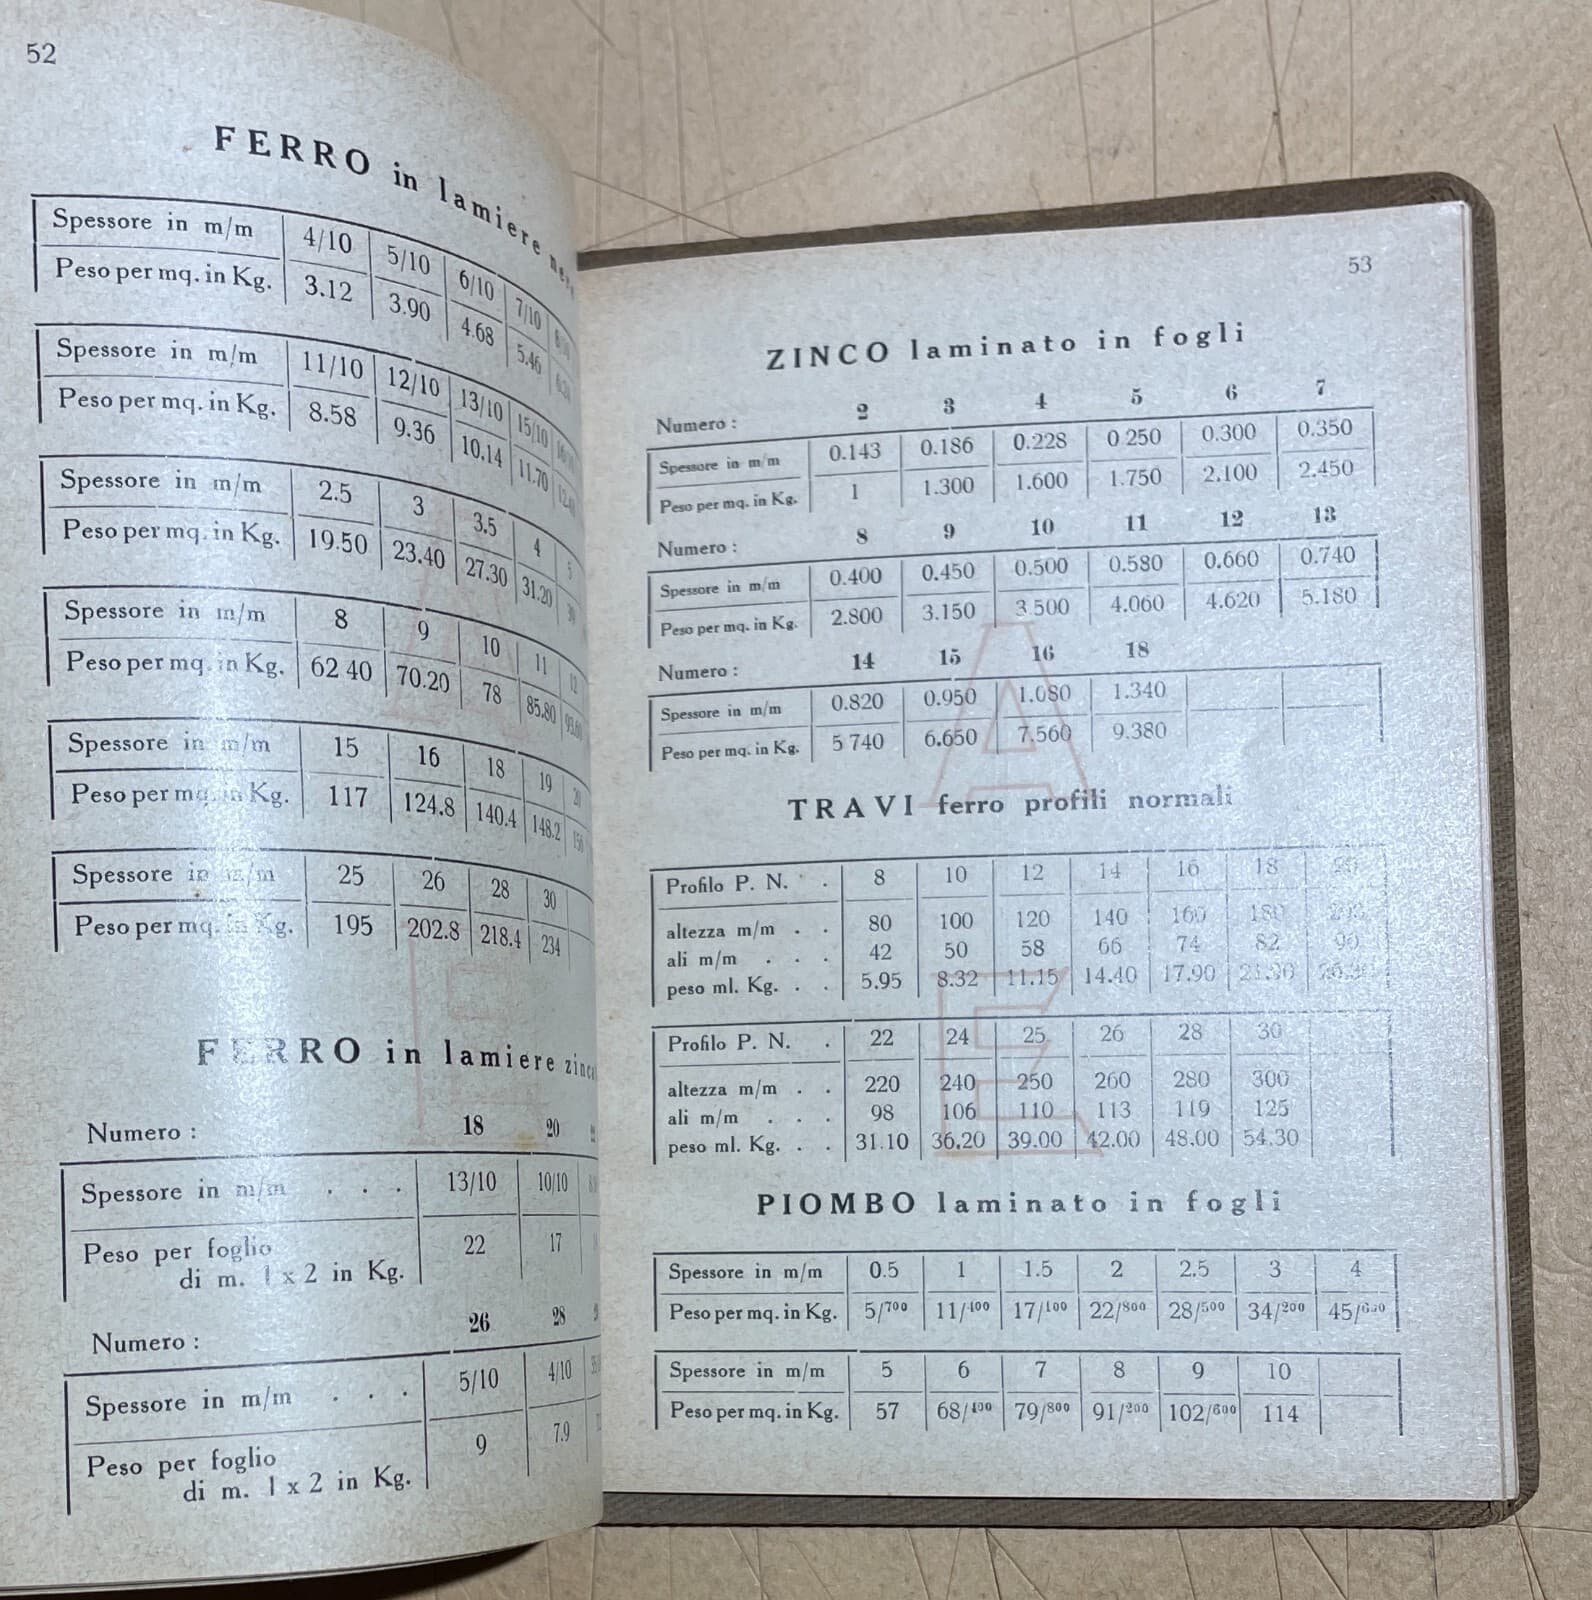 52
FERRO in lamiere
Spessore in m/m 4/10 5/10 6/10 7/10
Peso per mq. in Kg. 3.12 3.90 4.68 5.46
Spessore in m/m 11/10 12/10 13/10 15/10
Peso per mq. in Kg. 8.58 9.36 10.14 11.70
Spessore in m/m 2.5 3 3.5 4 5
Peso per mq. in Kg. 19.50 23.40 27.30 31.20
Spessore in m/m 8 9 10 11 12
Peso per mq. in Kg. 62 40 70.20 78 85.80 93.60
Spessore in m/m 15 16 18 19 20
Peso per mq. in Kg. 117 124.8 140.4 148.2 156
Spessore in m/m 25 26 28 30
Peso per mq. in Kg. 195 202.8 218.4 234
FERRO in lamiere
Numero : 18 20
Spessore in m/m . . . 13/10 10/10
Peso per foglio 22 17
di m. 1 x 2 in Kg.
Numero : 26 28
Spessore in m/m . . . 5/10 4/10
Peso per foglio 9 7.9
di m. 1 x 2 in Kg.
53
ZINCO laminato in fogli
Numero : 2 3 4 5 6 7
Spessore in m/m 0.143 0.186 0.228 0.250 0.300 0.350
Peso per mq. in Kg. 1 1.300 1.600 1.750 2.100 2.450
Numero : 8 9 10 11 12 13
Spessore in m/m 0.400 0.450 0.500 0.580 0.660 0.740
Peso per mq. in Kg. 2.800 3.150 3 500 4.060 4.620 5.180
Numero : 14 15 16 18
Spessore in m/m 0.820 0.950 1.080 1.340
Peso per mq. in Kg. 5 740 6.650 7.560 9.380
TRAVI ferro profili normali
Profilo P. N. . 8 10 12 14 16 18 20
altezza m/m . . 80 100 120 140 160 180 200
ali m/m . . . 42 50 58 66 74 82 90
peso ml. Kg. . . 5.95 8.32 11.15 14.40 17.90 21.90
Profilo P. N. . 22 24 25 26 28 30
altezza m/m . . 220 240 250 260 280 300
ali m/m . . . 98 106 110 113 119 125
peso ml. Kg. . . 31.10 36.20 39.00 42.00 48.00 54.30
PIOMBO laminato in fogli
Spessore in m/m 0.5 1 1.5 2 2.5 3 4
Peso per mq. in Kg. 5/700 11/400 17/100 22/800 28/500 34/200 45/600
Spessore in m/m 5 6 7 8 9 10
Peso per mq. in Kg. 57 68/400 79/800 91/200 102/600 114